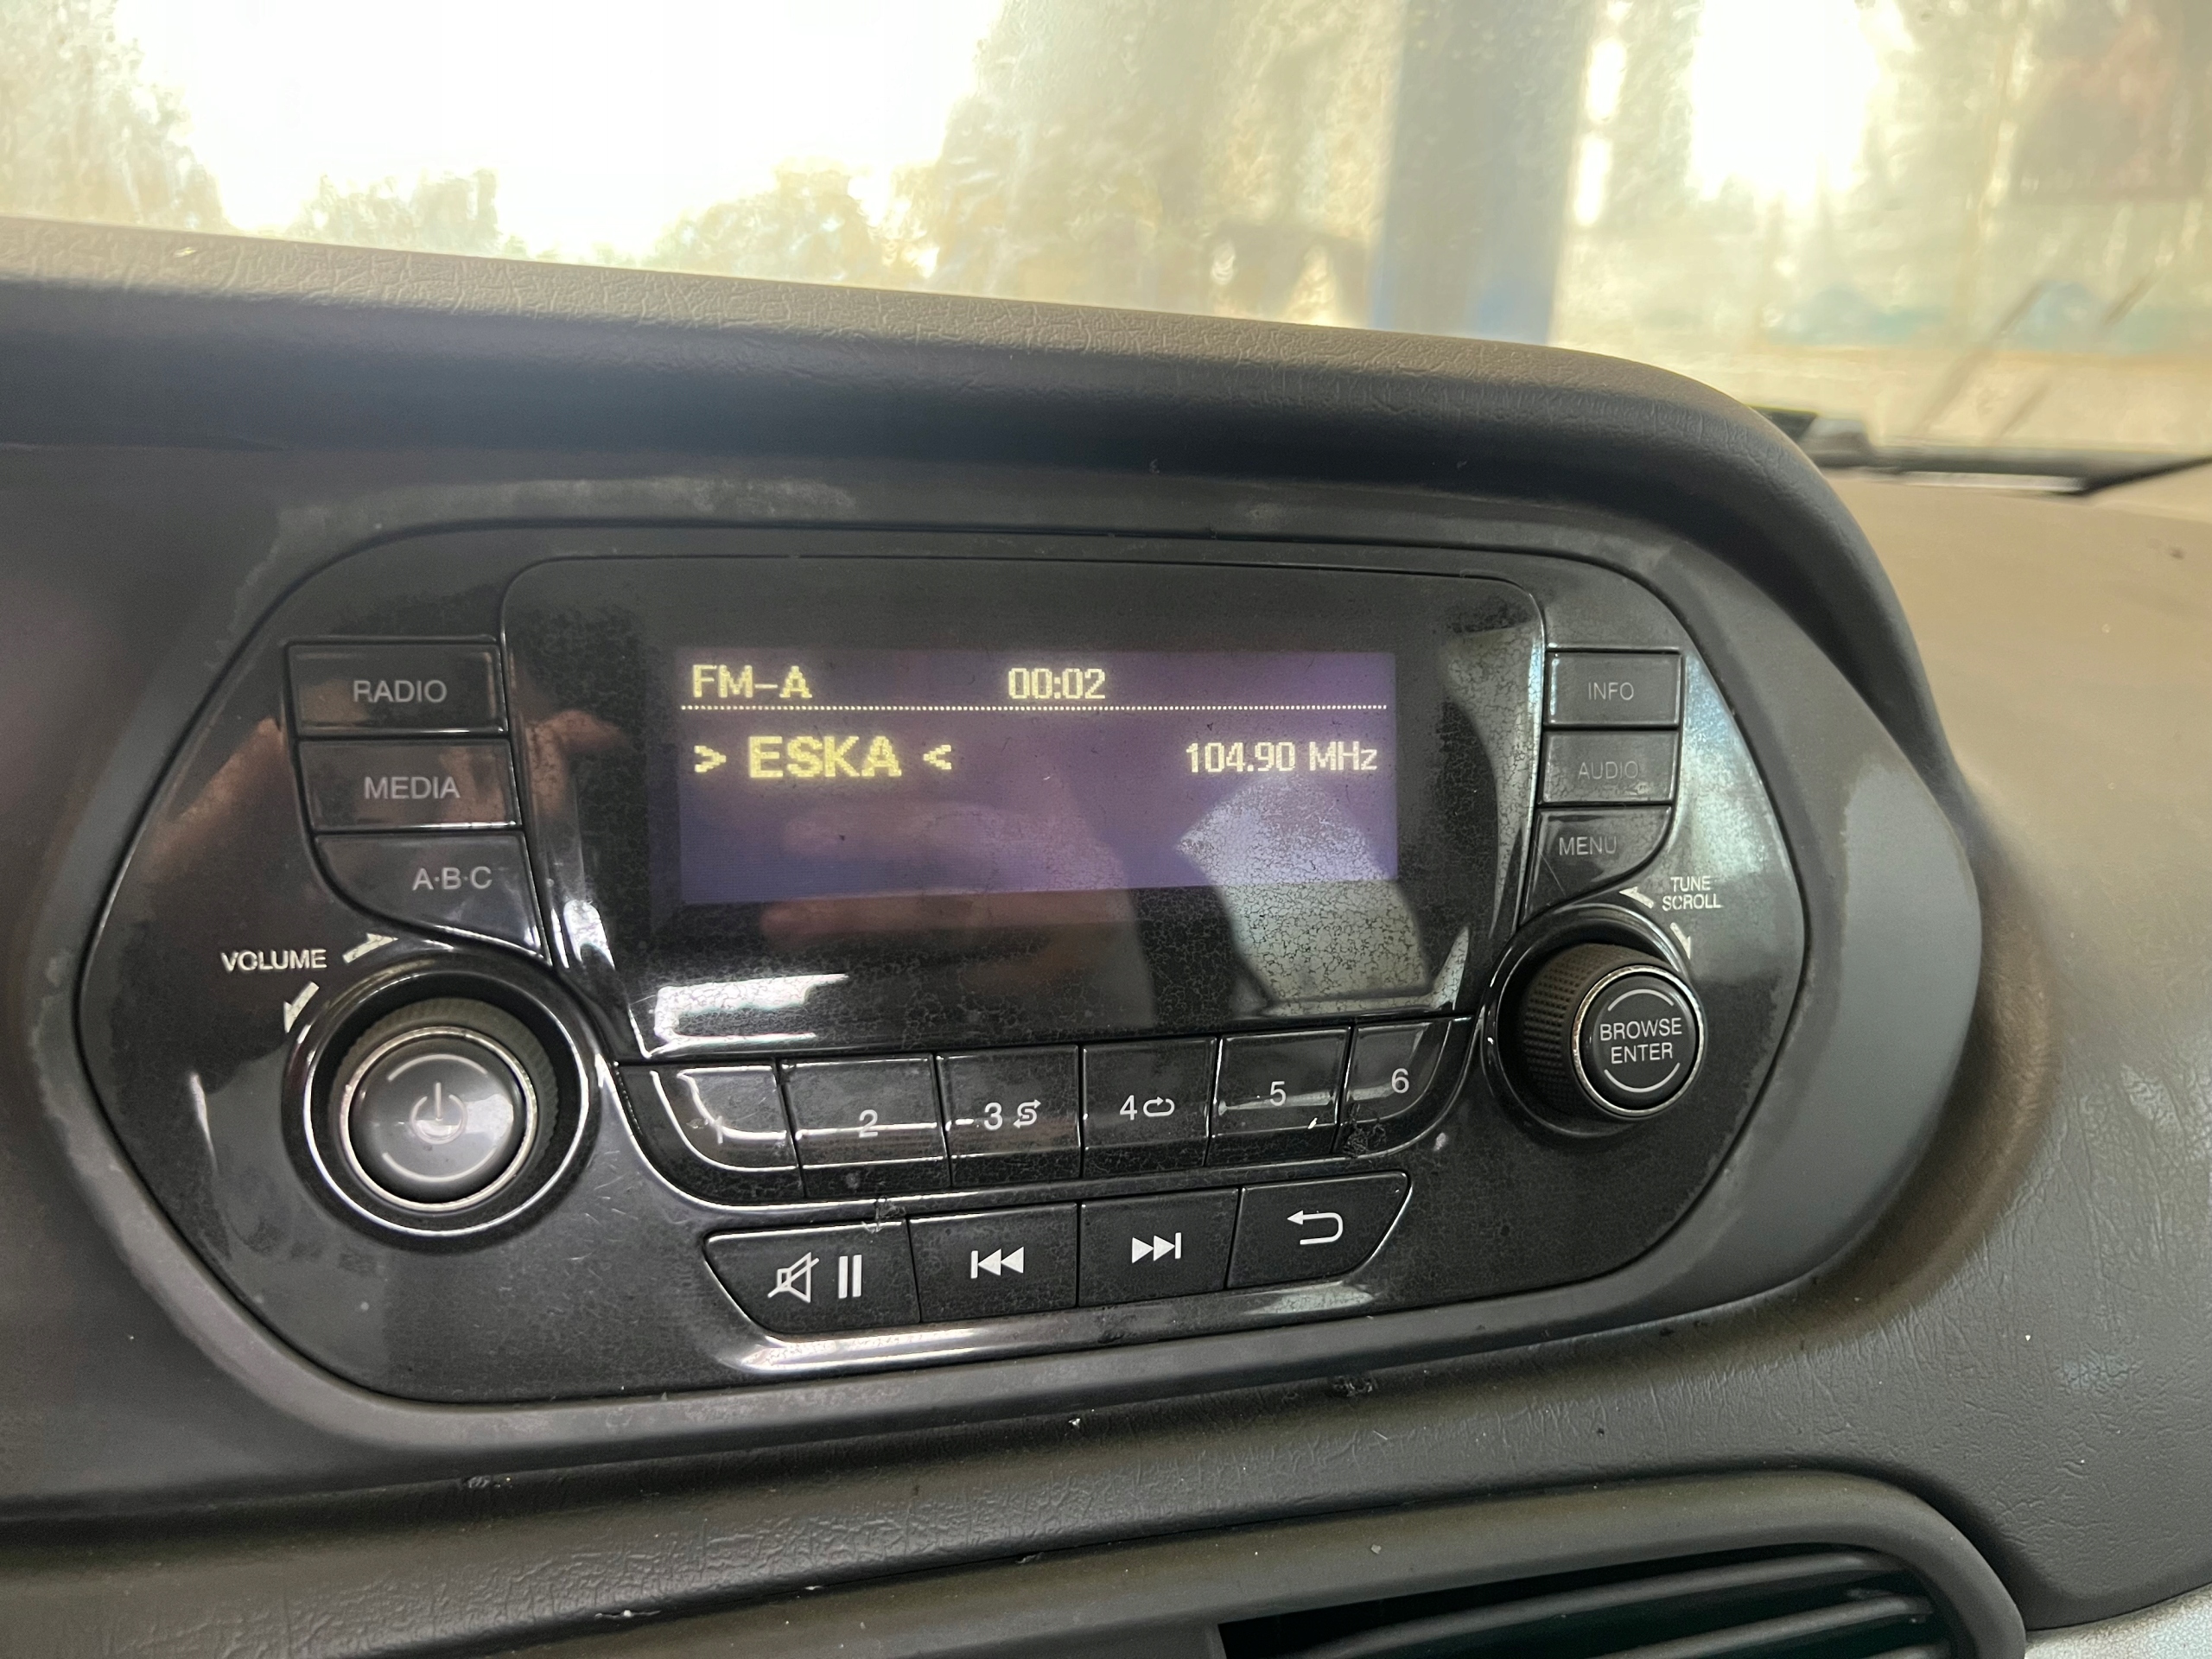 FM-A 00:02
> ESKA < 104.90 MHz
RADIO
MEDIA
A·B·C
VOLUME
INFO
AUDIO
MENU
TUNE
SCROLL
BROWSE
ENTER
1 2 3 4 5 6